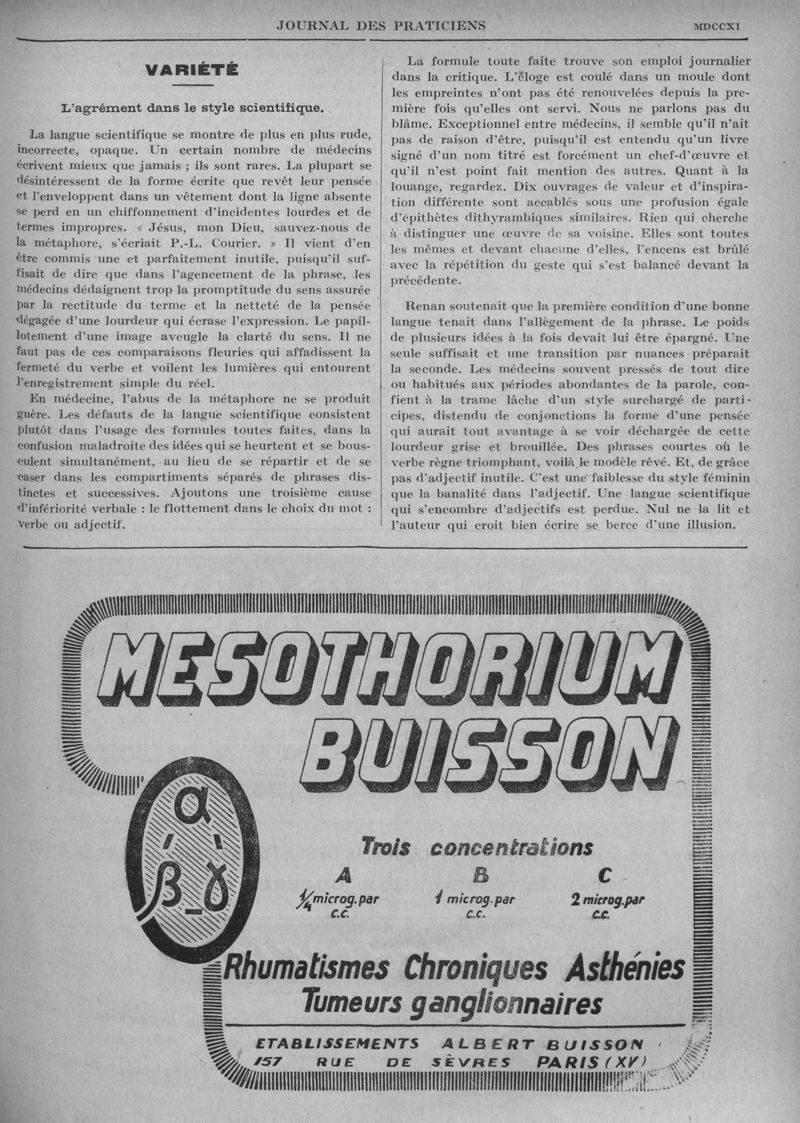 JOURNAL DES PRATICIENS
MDCCXI
VARIÉTÉ
L'agrément dans le style scientifique.
La langue scientifique se montre de plus en plus rude,
incorrecte, opaque. Un certain nombre de médecins
écrivent mieux que jamais ; ils sont rares. La plupart se
désintéressent de la forme écrite que revêt leur pensée
et l'enveloppent dans un vêtement dont la ligne absente
se perd en un chiffonnement d'incidentes lourdes et de
termes impropres. « Jésus, mon Dieu, sauvez-nous de
la métaphore, s'écriait P.-L. Courier. » Il vient d'en
être commis une et parfaitement inutile, puisqu'il suf-
fisait de dire que dans l'agencement de la phrase, les
médecins dédaignent trop la promptitude du sens assurée
par la rectitude du terme et la netteté de la pensée
dégagée d'une lourdeur qui écrase l'expression. Le papil-
lotement d'une image aveugle la clarté du sens. Il ne
faut pas de ces comparaisons fleuries qui affadissent la
fermeté du verbe et voilent les lumières qui entourent
l'enregistrement simple du réel.
En médecine, l'abus de la métaphore ne se produit
guère. Les défauts de la langue scientifique consistent
plutôt dans l'usage des formules toutes faites, dans la
confusion maladroite des idées qui se heurtent et se bous-
culent simultanément, au lieu de se répartir et de se
caser dans les compartiments séparés de phrases dis-
tinctes et successives. Ajoutons une troisième cause
d'infériorité verbale : le flottement dans le choix du mot :
verbe ou adjectif.
La formule toute faite trouve son emploi journalier
dans la critique. L'éloge est coulé dans un moule dont
les empreintes n'ont pas été renouvelées depuis la pre-
mière fois qu'elles ont servi. Nous ne parlons pas du
blâme. Exceptionnel entre médecins, il semble qu'il n'ait
pas de raison d'être, puisqu'il est entendu qu'un livre
signé d'un nom titré est forcément un chef-d'œuvre et
qu'il n'est point fait mention des autres. Quant à la
louange, regardez. Dix ouvrages de valeur et d'inspira-
tion différente sont accablés sous une profusion égale
d'épithètes dithyrambiques similaires. Rien qui cherche
à distinguer une œuvre de sa voisine. Elles sont toutes
les mêmes et devant chacune d'elles, l'encens est brûlé
avec la répétition du geste qui s'est balancé devant la
précédente.
Renan soutenait que la première condition d'une bonne
langue tenait dans l'allègement de la phrase. Le poids
de plusieurs idées à la fois devait lui être épargné. Une
seule suffisait et une transition par nuances préparait
la seconde. Les médecins souvent pressés de tout dire
ou habitués aux périodes abondantes de la parole, con-
fient à la trame lâche d'un style surchargé de parti-
cipes, distendu de conjonctions la forme d'une pensée
qui aurait tout avantage à se voir déchargée de cette
lourdeur grise et brouillée. Des phrases courtes où le
verbe règne triomphant, voilà le modèle rêvé. Et, de grâce
pas d'adjectif inutile. C'est une faiblesse du style féminin
que la banalité dans l'adjectif. Une langue scientifique
qui s'encombre d'adjectifs est perdue. Nul ne la lit et
l'auteur qui croit bien écrire se berce d'une illusion.
MESOTHORIUM
BUISSON
α
β_γ
Trois concentrations
A B C
1/4 microg. par 1 microg. par 2 microg. par
c.c. c.c. c.c.
Rhumatismes Chroniques Asthénies
Tumeurs ganglionnaires
ETABLISSEMENTS ALBERT BUISSON
157 RUE DE SÈVRES PARIS (XV)